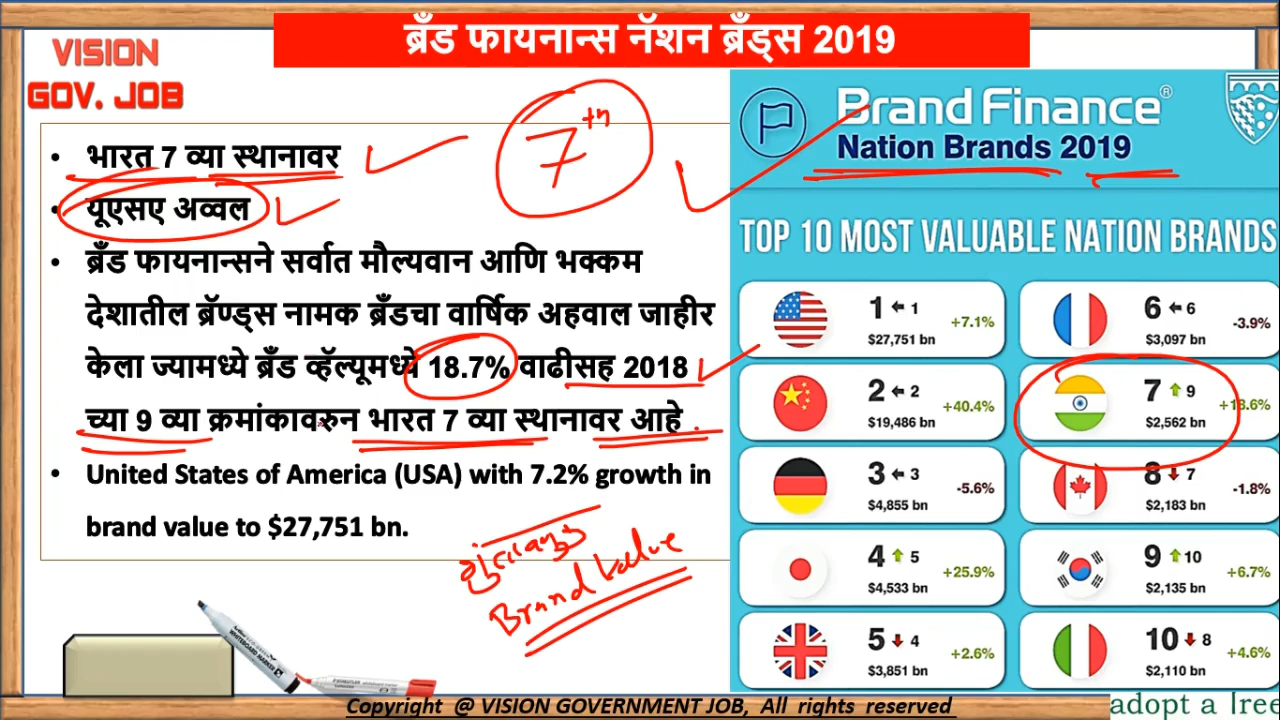 ब्रँड फायनान्स नॅशन ब्रँड्स 2019
VISION
GOV. JOB
• भारत 7 व्या स्थानावर
• यूएसए अव्वल
• ब्रँड फायनान्सने सर्वात मौल्यवान आणि भक्कम
देशातील ब्रॅण्ड्स नामक ब्रँडचा वार्षिक अहवाल जाहीर
केला ज्यामध्ये ब्रँड व्हॅल्यूमध्ये 18.7% वाढीसह 2018
च्या 9 व्या क्रमांकावरुन भारत 7 व्या स्थानावर आहे .
• United States of America (USA) with 7.2% growth in
brand value to $27,751 bn.
7th
Brand Value
Brand Finance®
Nation Brands 2019
TOP 10 MOST VALUABLE NATION BRANDS
1 ← 1
$27,751 bn
+7.1%
2 ← 2
$19,486 bn
+40.4%
3 ← 3
$4,855 bn
-5.6%
4 ↑ 5
$4,533 bn
+25.9%
5 ↓ 4
$3,851 bn
+2.6%
6 ← 6
$3,097 bn
-3.9%
7 ↑ 9
$2,562 bn
8 ↓ 7
$2,183 bn
-1.8%
9 ↑ 10
$2,135 bn
+6.7%
10 ↓ 8
$2,110 bn
+4.6%
Copyright @ VISION GOVERNMENT JOB, All rights reserved
adopt a